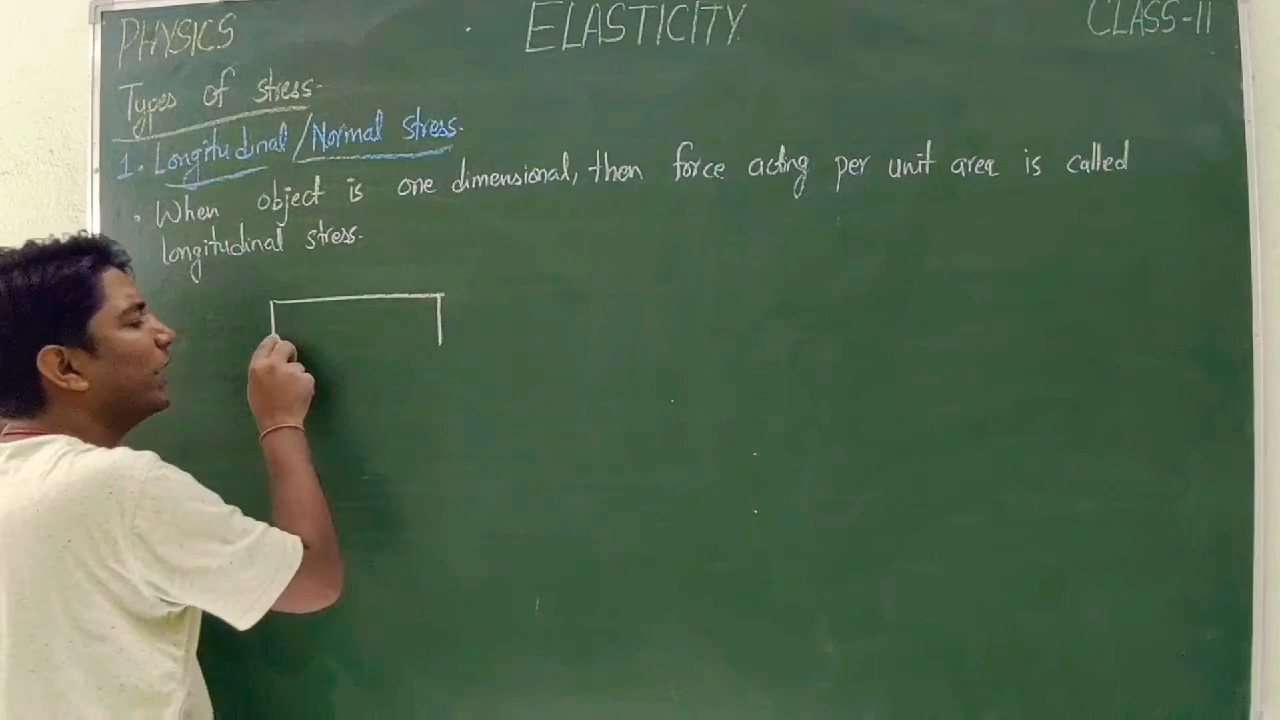 PHYSICS ELASTICITY CLASS-11
Types of stress.
1. Longitudinal / Normal stress.
• When object is one dimensional, then force acting per unit area is called
longitudinal stress.